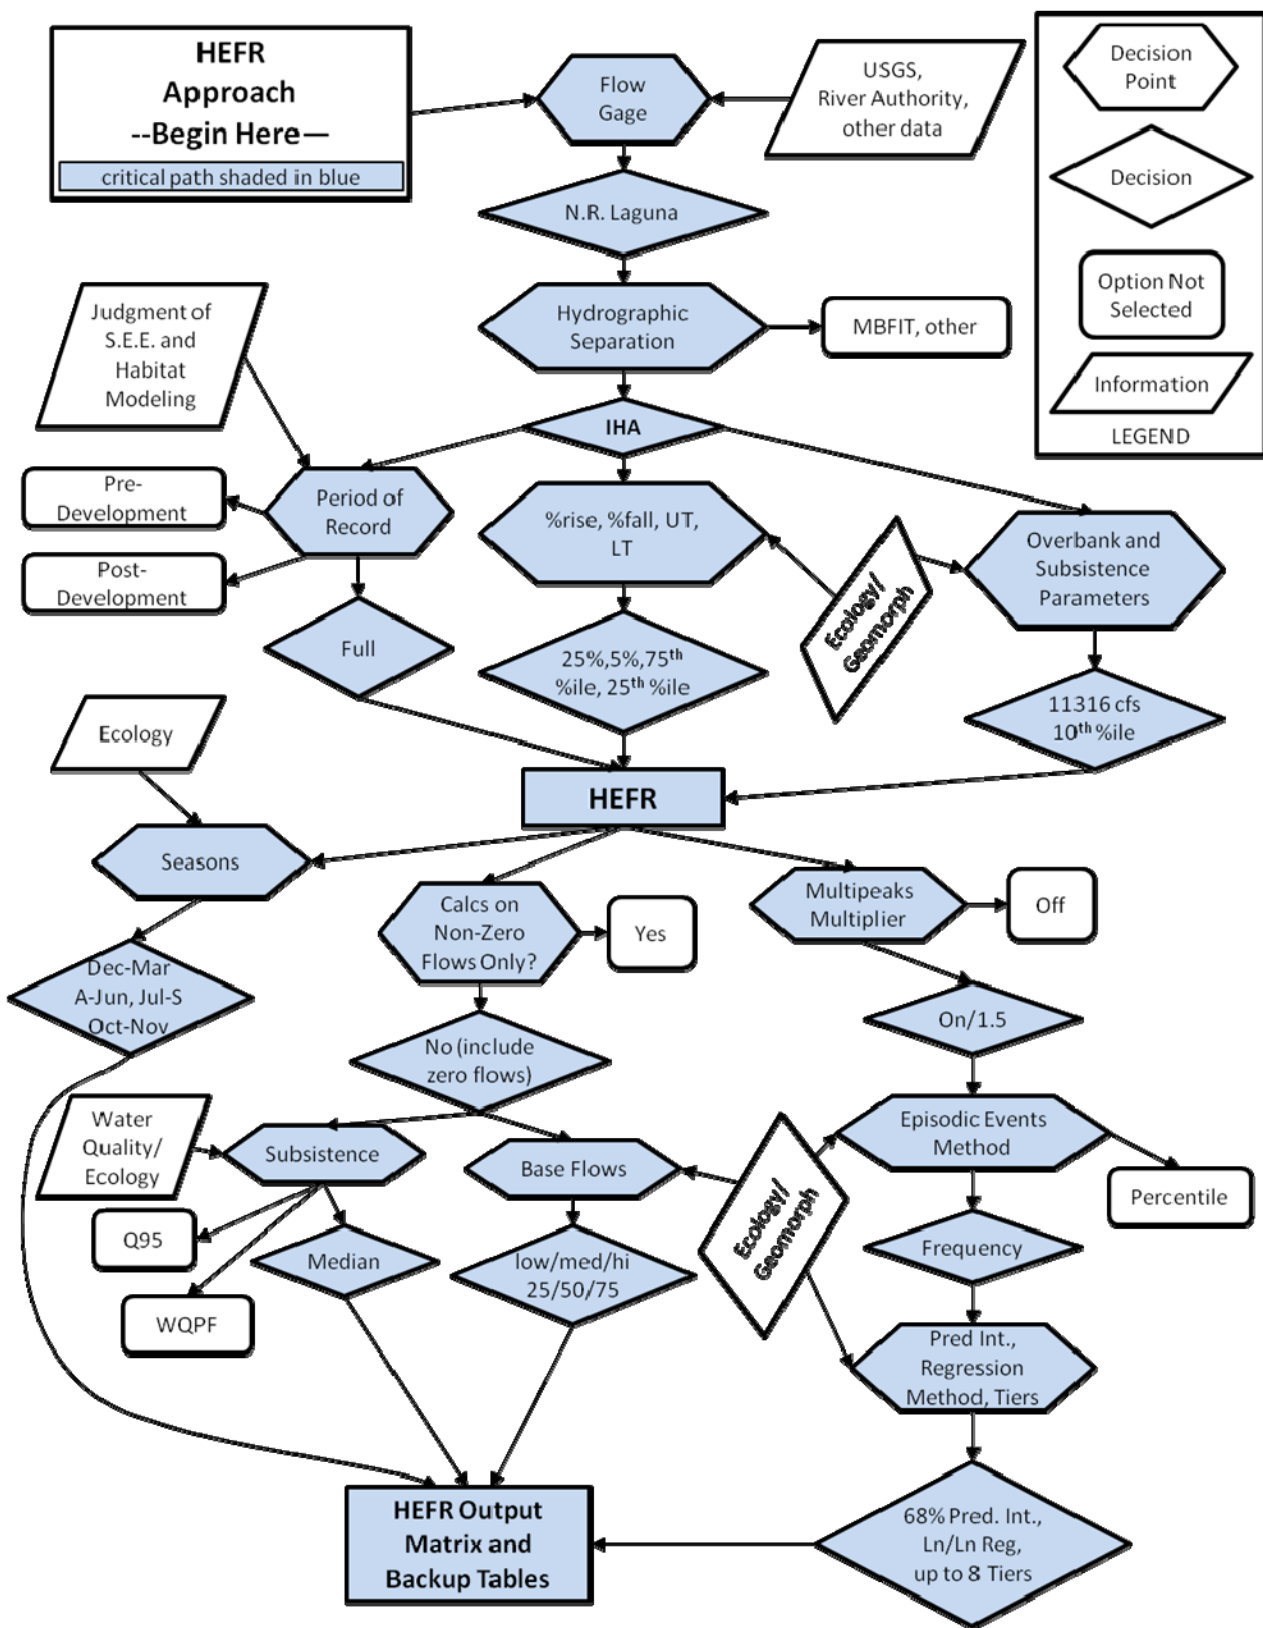 HEFR
Approach
--Begin Here—
critical path shaded in blue
Flow
Gage
USGS,
River Authority,
other data
Decision
Point
Decision
Option Not
Selected
Information
LEGEND
N.R. Laguna
Hydrographic
Separation
MBFIT, other
Judgment of
S.E.E. and
Habitat
Modeling
IHA
Pre-
Development
Period of
Record
Post-
Development
Full
%rise, %fall, UT,
LT
25%,5%,75th
%ile, 25th %ile
Ecology/
Geomorph
Overbank and
Subsistence
Parameters
11316 cfs
10th %ile
Ecology
HEFR
Seasons
Calcs on
Non-Zero
Flows Only?
Yes
Multipeaks
Multiplier
Off
Dec-Mar
A-Jun, Jul-S
Oct-Nov
No (include
zero flows)
On/1.5
Water
Quality/
Ecology
Subsistence
Base Flows
Ecology/
Geomorph
Episodic Events
Method
Percentile
Q95
Median
low/med/hi
25/50/75
Frequency
WQPF
Pred Int.,
Regression
Method, Tiers
HEFR Output
Matrix and
Backup Tables
68% Pred. Int.,
Ln/Ln Reg,
up to 8 Tiers